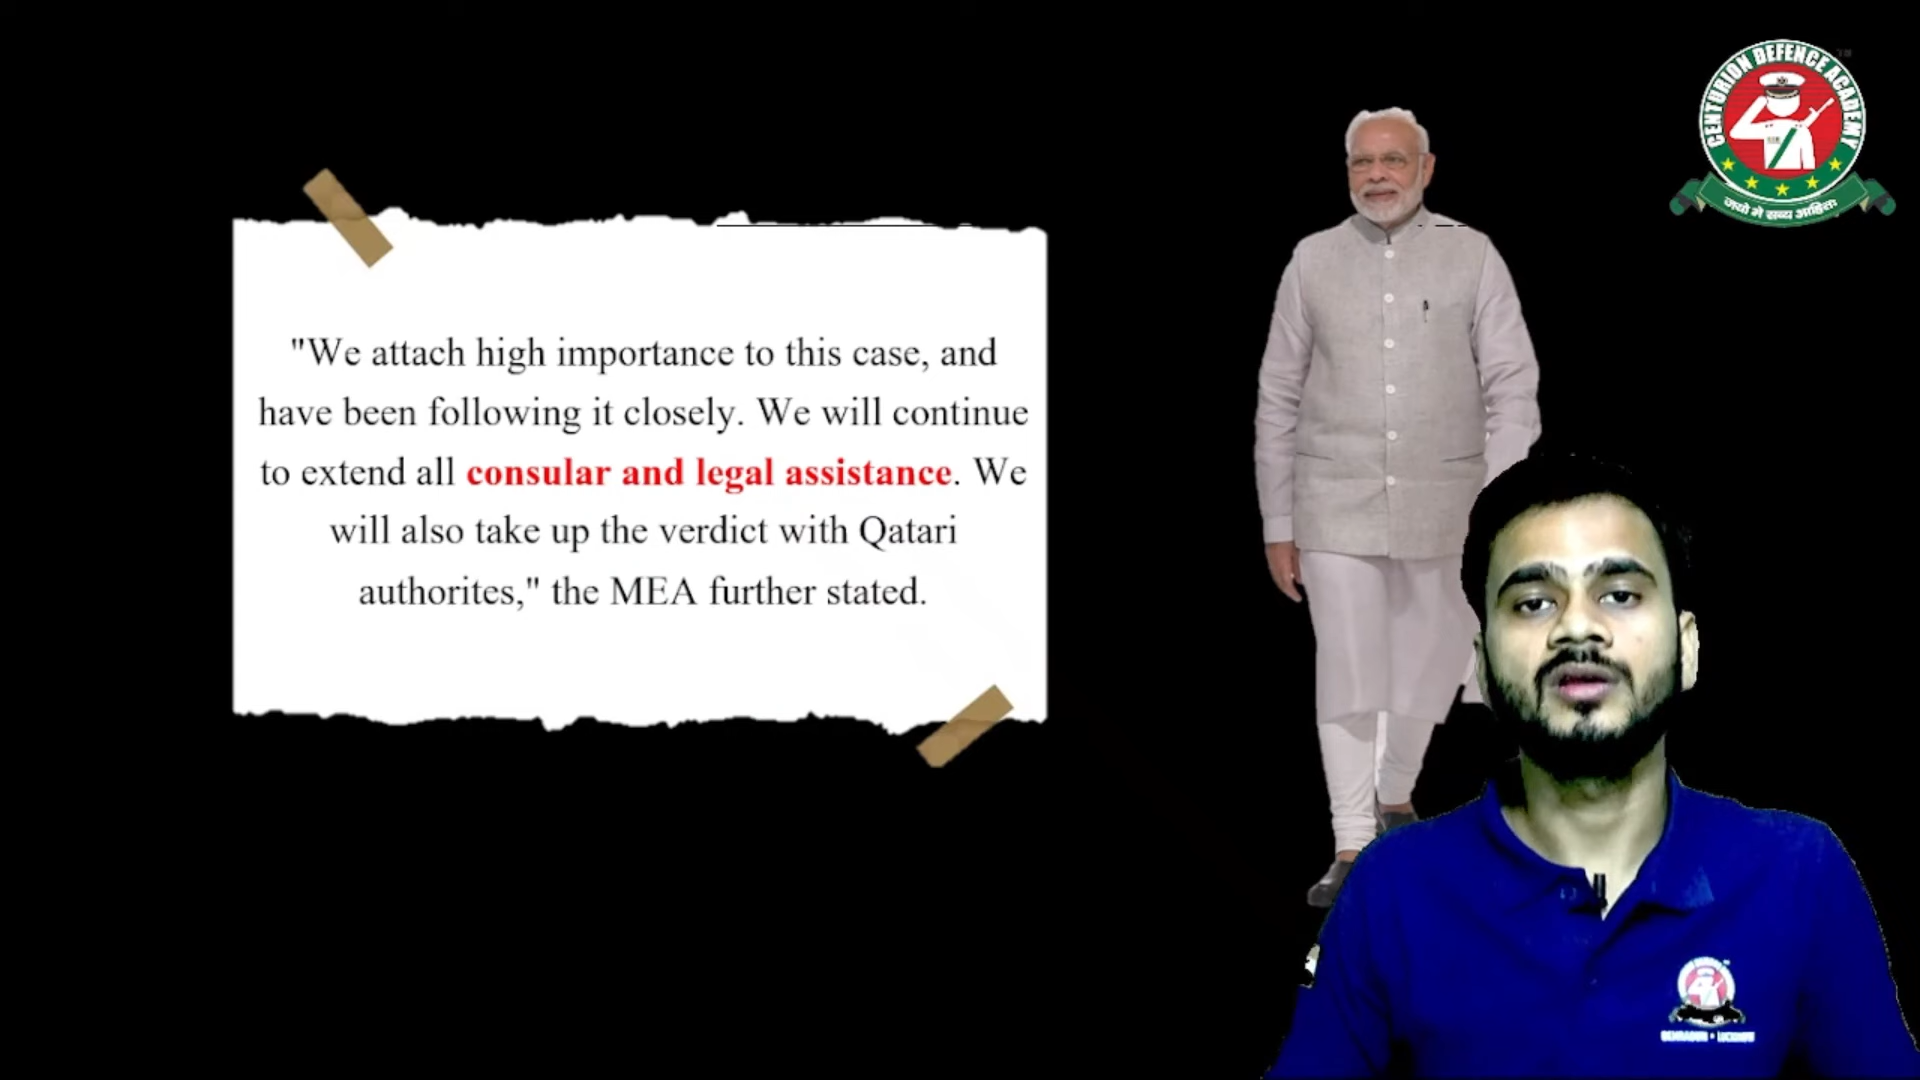 CENTURION DEFENCE ACADEMY
TM
"We attach high importance to this case, and
have been following it closely. We will continue
to extend all consular and legal assistance. We
will also take up the verdict with Qatari
authorites," the MEA further stated.